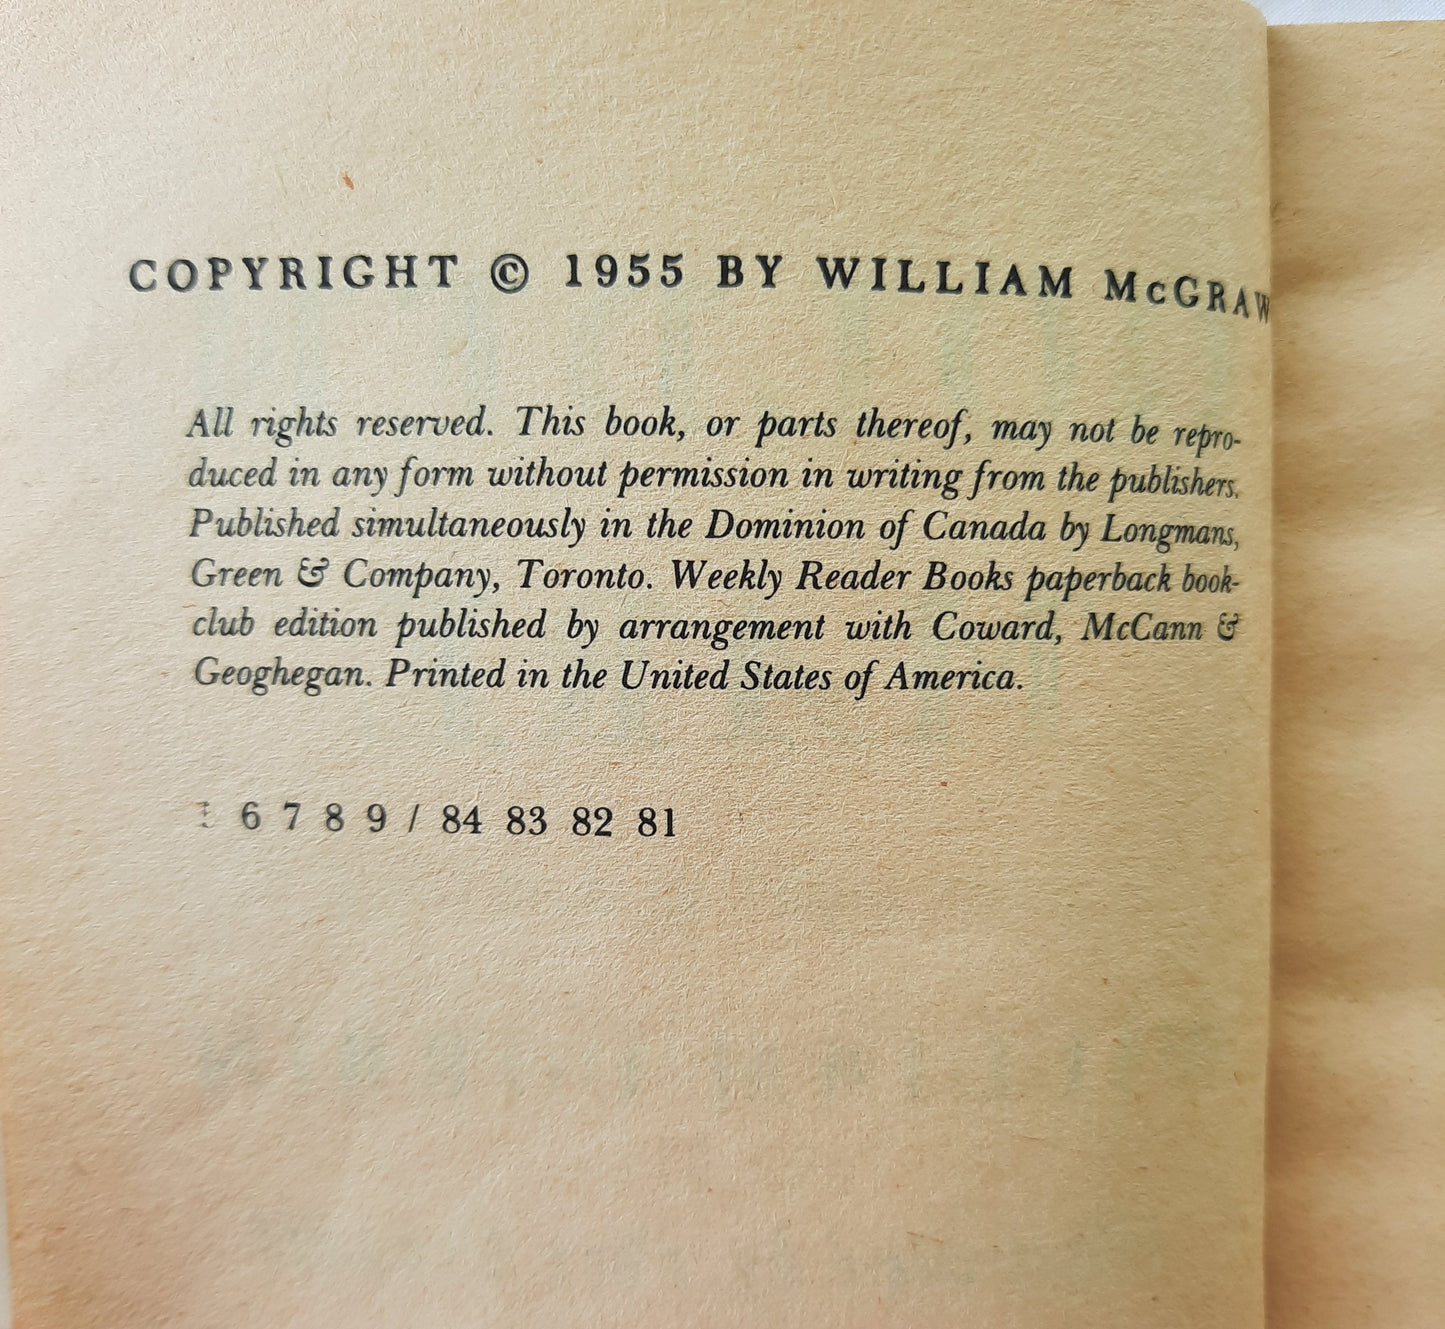 COPYRIGHT © 1955 BY WILLIAM McGRAW
All rights reserved. This book, or parts thereof, may not be repro-
duced in any form without permission in writing from the publishers.
Published simultaneously in the Dominion of Canada by Longmans,
Green & Company, Toronto. Weekly Reader Books paperback book-
club edition published by arrangement with Coward, McCann &
Geoghegan. Printed in the United States of America.
6 7 8 9 / 84 83 82 81